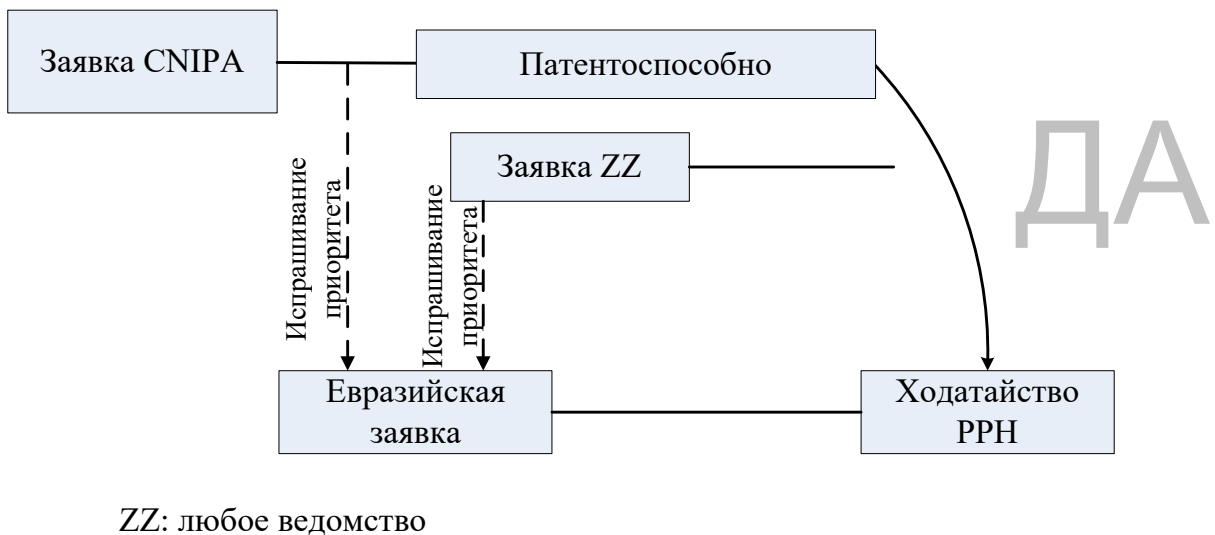 Заявка CNIPA
Патентоспособно
Заявка ZZ
ДА
Испрашивание
приоритета
Испрашивание
приоритета
Евразийская
заявка
Ходатайство
PPH
ZZ: любое ведомство